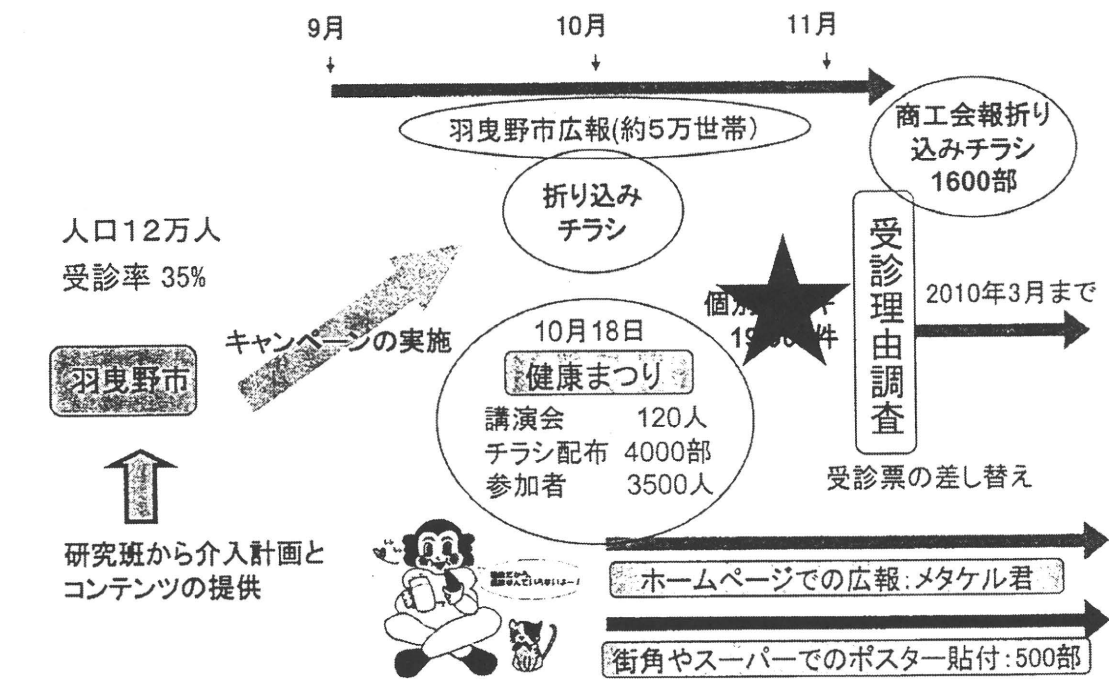 9月
10月
11月
羽曳野市広報(約5万世帯)
商工会報折り
込みチラシ
1600部
折り込み
チラシ
人口12万人
受診率 35%
キャンペーンの実施
羽曳野市
研究班から介入計画と
コンテンツの提供
10月18日
健康まつり
講演会 120人
チラシ配布 4000部
参加者 3500人
件
受診理由調査
2010年3月まで
受診票の差し替え
ホームページでの広報:メタケル君
街角やスーパーでのポスター貼付:500部